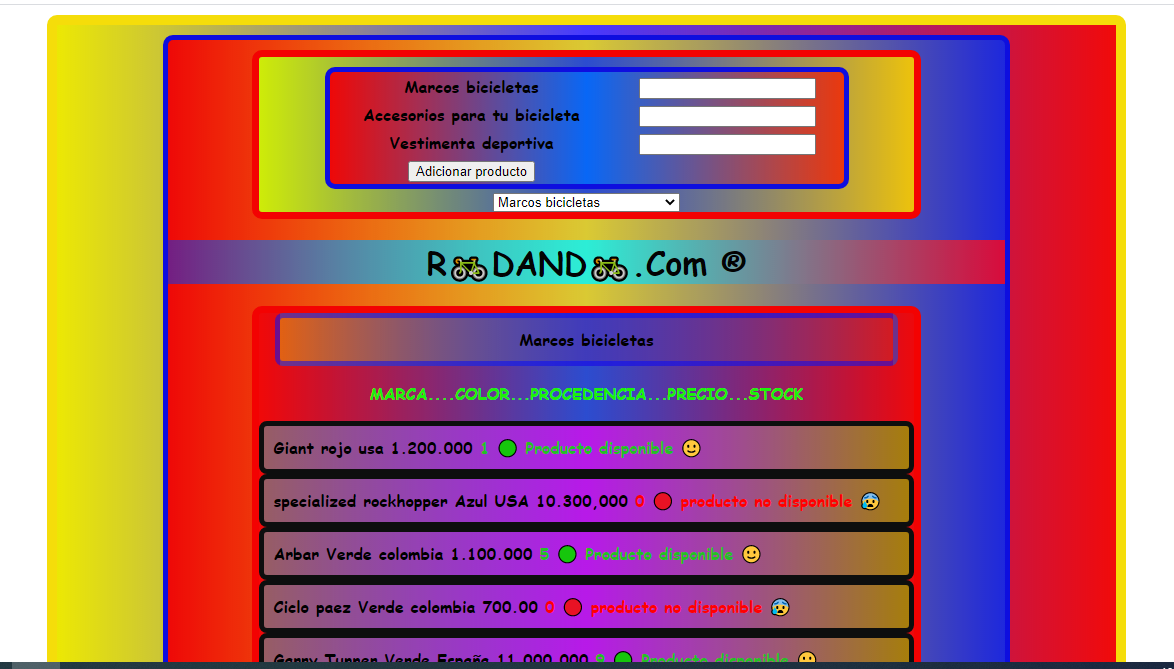 Marcos bicicletas
Accesorios para tu bicicleta
Vestimenta deportiva
Adicionar producto
Marcos bicicletas
R🚲DAND🚲.Com ®
Marcos bicicletas
MARCA....COLOR...PROCEDENCIA...PRECIO...STOCK
Giant rojo usa 1.200.000 1 🟢 Producto disponible 🙂
specialized rockhopper Azul USA 10.300,000 0 🔴 producto no disponible 😰
Arbar Verde colombia 1.100.000 5 🟢 Producto disponible 🙂
Ciclo paez Verde colombia 700.00 0 🔴 producto no disponible 😰
Verde España 11.000.000 9 🟢 Producto disponible 🙂